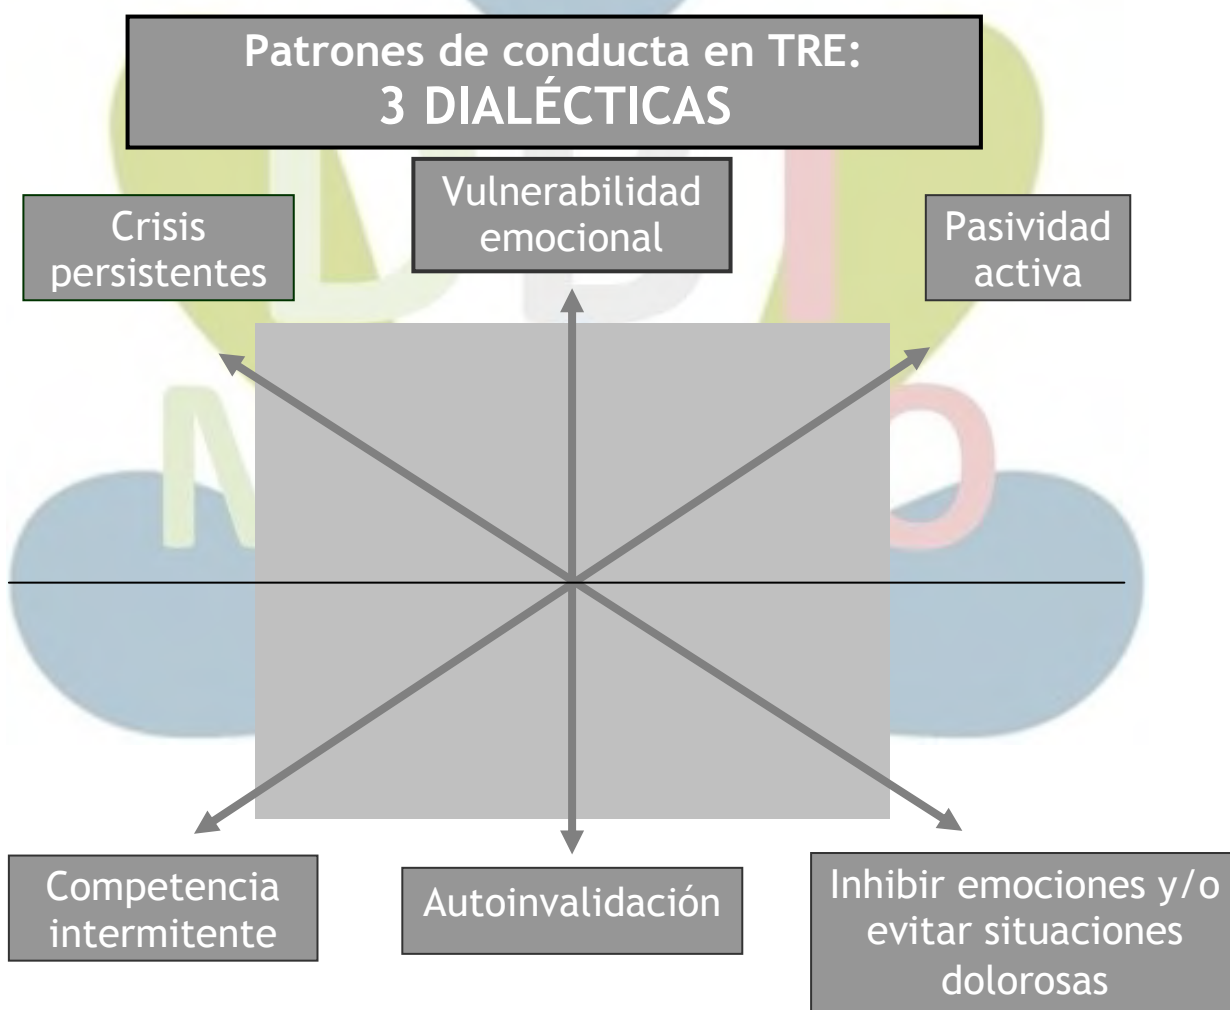 Patrones de conducta en TRE:
3 DIALÉCTICAS
Crisis
persistentes
Vulnerabilidad
emocional
Pasividad
activa
DBT
M
O
Competencia
intermitente
Autoinvalidación
Inhibir emociones y/o
evitar situaciones
dolorosas